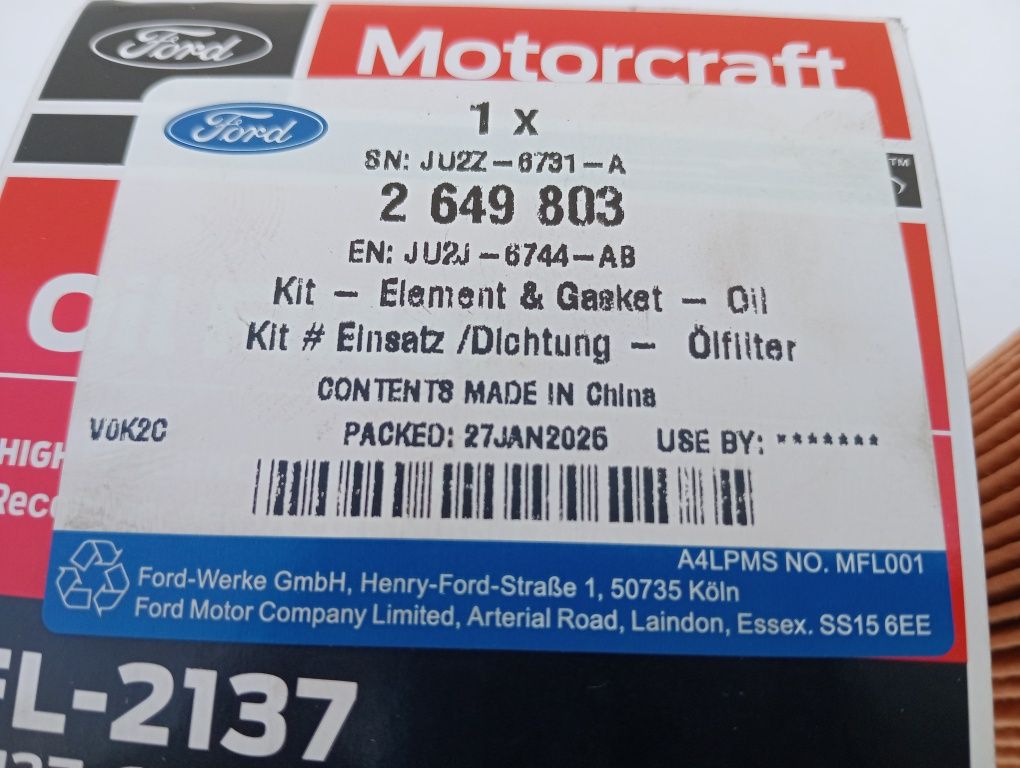 Ford
Motorcraft
Ford
1 x
SN: JU2Z-6731-A
2 649 803
EN: JU2J-6744-AB
Kit - Element & Gasket - Oil
Kit # Einsatz /Dichtung - Ölfilter
CONTENTS MADE IN China
V0K2C
PACKED: 27JAN2026 USE BY: *******
HIGH
Reco
A4LPMS NO. MFL001
Ford-Werke GmbH, Henry-Ford-Straße 1, 50735 Köln
Ford Motor Company Limited, Arterial Road, Laindon, Essex. SS15 6EE
FL-2137